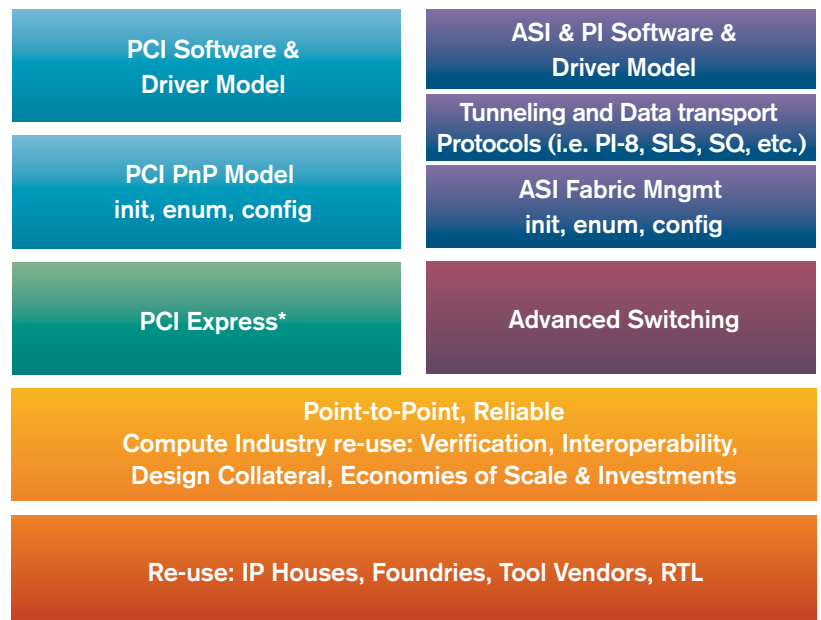 PCI Software &
Driver Model
PCI PnP Model
init, enum, config
PCI Express*
ASI & PI Software &
Driver Model
Tunneling and Data transport
Protocols (i.e. PI-8, SLS, SQ, etc.)
ASI Fabric Mngmt
init, enum, config
Advanced Switching
Point-to-Point, Reliable
Compute Industry re-use: Verification, Interoperability,
Design Collateral, Economies of Scale & Investments
Re-use: IP Houses, Foundries, Tool Vendors, RTL